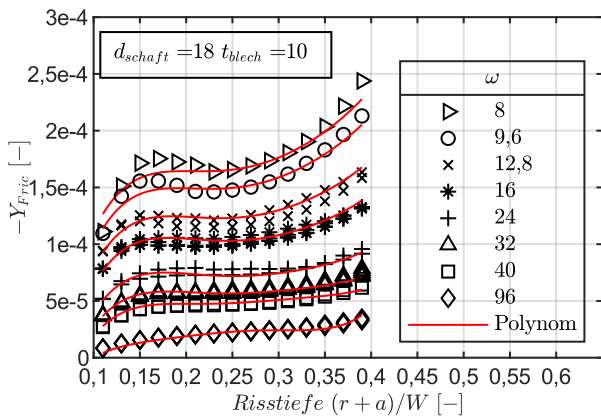 3,5e-4
2,5e-4
2e-4
1,5e-4
1e-4
5e-5
0
−Y_Fric [−]
d_schaft =18 t_blech =10
ω
8
9,6
12,8
16
24
32
40
96
Polynom
0,1 0,15 0,2 0,25 0,3 0,35 0,4 0,45 0,5 0,55 0,6
Risstiefe (r + a)/W [−]